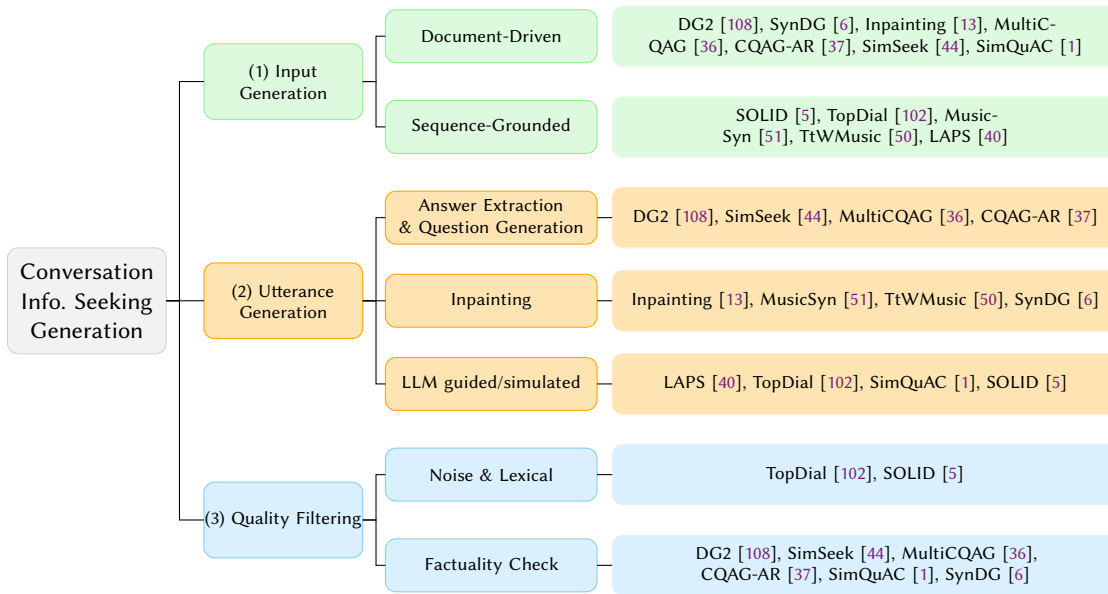 Conversation
Info. Seeking
Generation
(1) Input
Generation
Document-Driven
DG2 [108], SynDG [6], Inpainting [13], MultiC-
QAG [36], CQAG-AR [37], SimSeek [44], SimQuAC [1]
Sequence-Grounded
SOLID [5], TopDial [102], Music-
Syn [51], TtWMusic [50], LAPS [40]
(2) Utterance
Generation
Answer Extraction
& Question Generation
DG2 [108], SimSeek [44], MultiCQAG [36], CQAG-AR [37]
Inpainting
Inpainting [13], MusicSyn [51], TtWMusic [50], SynDG [6]
LLM guided/simulated
LAPS [40], TopDial [102], SimQuAC [1], SOLID [5]
(3) Quality Filtering
Noise & Lexical
TopDial [102], SOLID [5]
Factuality Check
DG2 [108], SimSeek [44], MultiCQAG [36],
CQAG-AR [37], SimQuAC [1], SynDG [6]